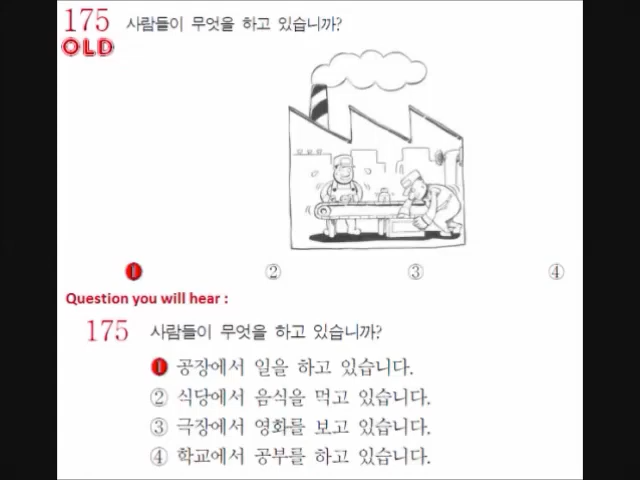 175 사람들이 무엇을 하고 있습니까?
OLD
❶ ② ③ ④
Question you will hear :
175 사람들이 무엇을 하고 있습니까?
❶ 공장에서 일을 하고 있습니다.
② 식당에서 음식을 먹고 있습니다.
③ 극장에서 영화를 보고 있습니다.
④ 학교에서 공부를 하고 있습니다.